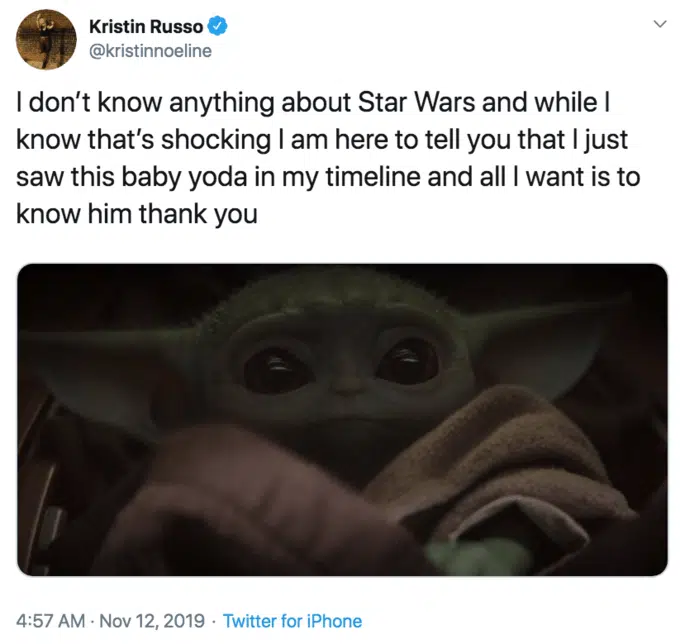 Kristin Russo
@kristinnoeline
I don’t know anything about Star Wars and while I
know that’s shocking I am here to tell you that I just
saw this baby yoda in my timeline and all I want is to
know him thank you
4:57 AM · Nov 12, 2019 · Twitter for iPhone